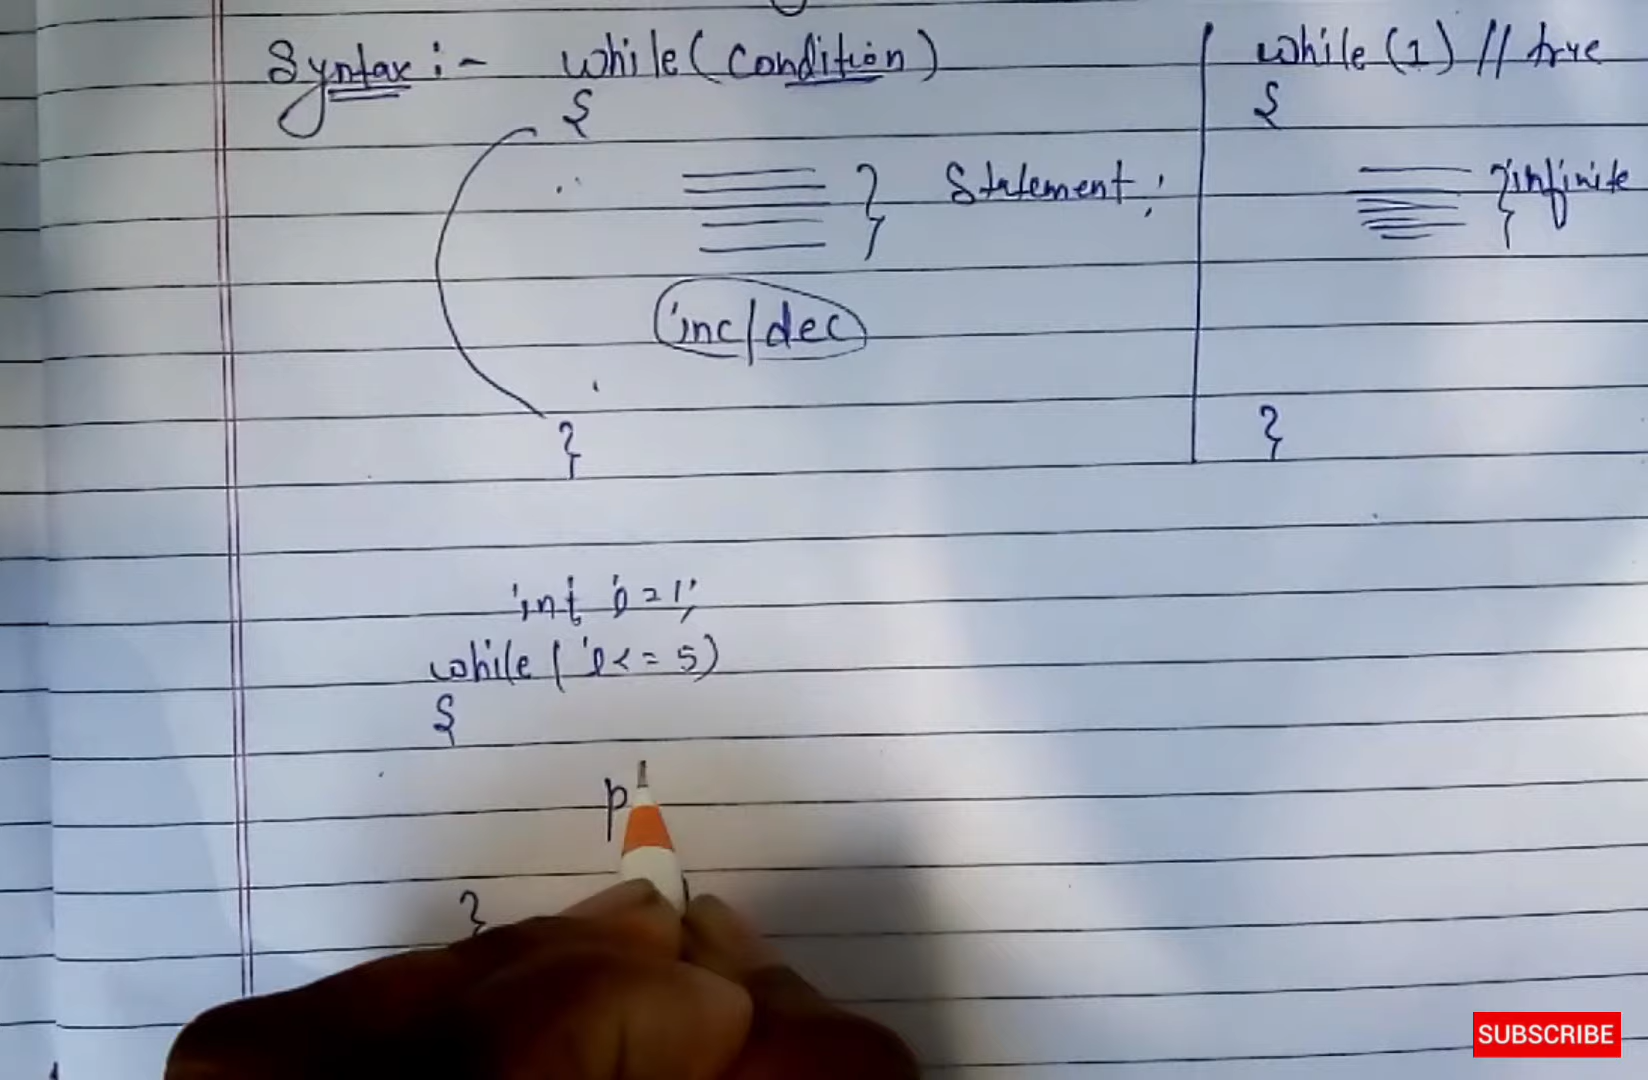 Syntax :- while (condition)
{
} Statement ;
inc/dec
}
while (1) // true
{
} infinite
}
int i = 1;
while ( i <= 5)
{
p
}
SUBSCRIBE